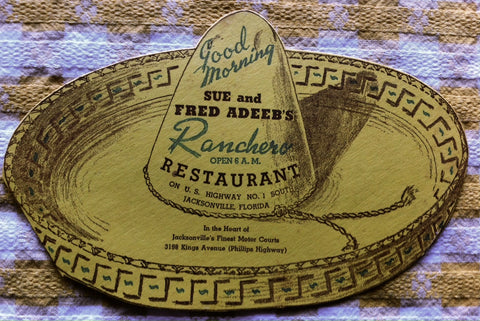 Good
Morning
SUE and
FRED ADEEB'S
Ranchero
OPEN 6 A.M.
RESTAURANT
ON U. S. HIGHWAY NO. 1 SOUTH
JACKSONVILLE, FLORIDA
In the Heart of
Jacksonville's Finest Motor Courts
3198 Kings Avenue (Phillips Highway)